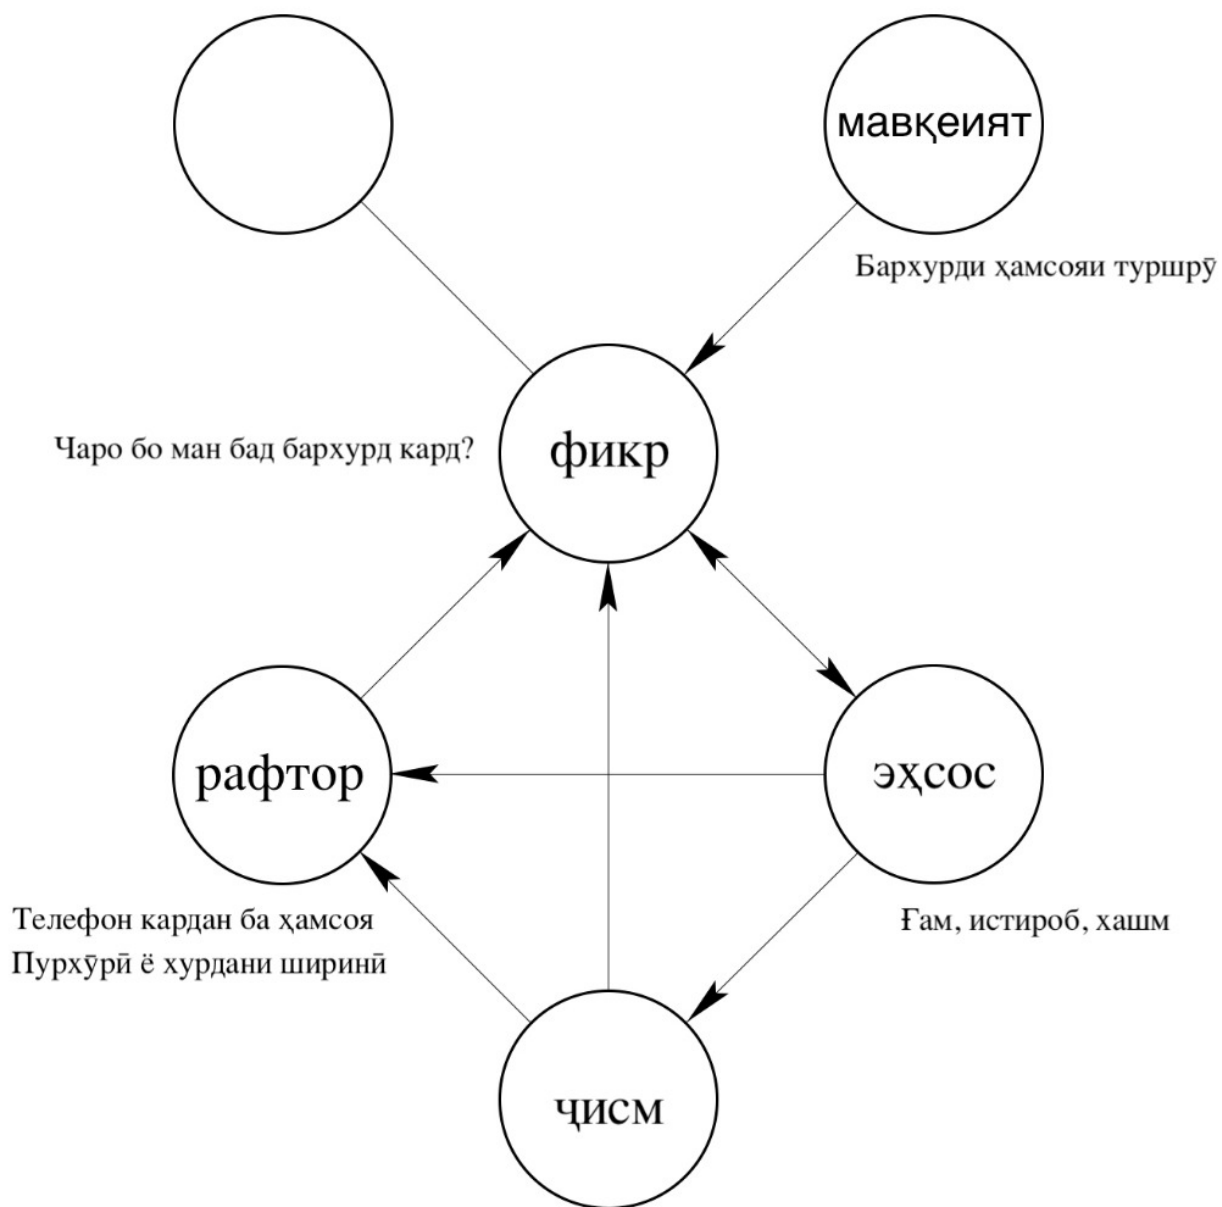 мавқеият
Бархурди ҳамсояи туршрӯ
фикр
Чаро бо ман бад бархурд кард?
рафтор
эҳсос
Телефон кардан ба ҳамсоя
Пурхӯрӣ ё хурдани ширинӣ
Ғам, истироб, хашм
ҷисм